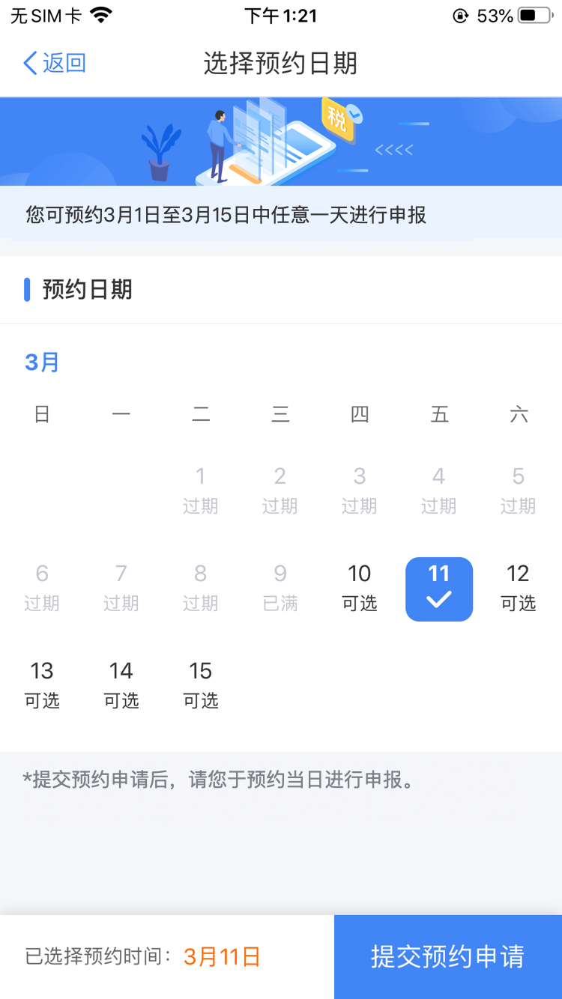 无SIM卡 下午1:21 53%
返回 选择预约日期
税
您可预约3月1日至3月15日中任意一天进行申报
预约日期
3月
日 一 二 三 四 五 六
1 2 3 4 5
过期 过期 过期 过期 过期
6 7 8 9 10 11 12
过期 过期 过期 已满 可选 可选
13 14 15
可选 可选 可选
*提交预约申请后，请您于预约当日进行申报。
已选择预约时间：3月11日 提交预约申请